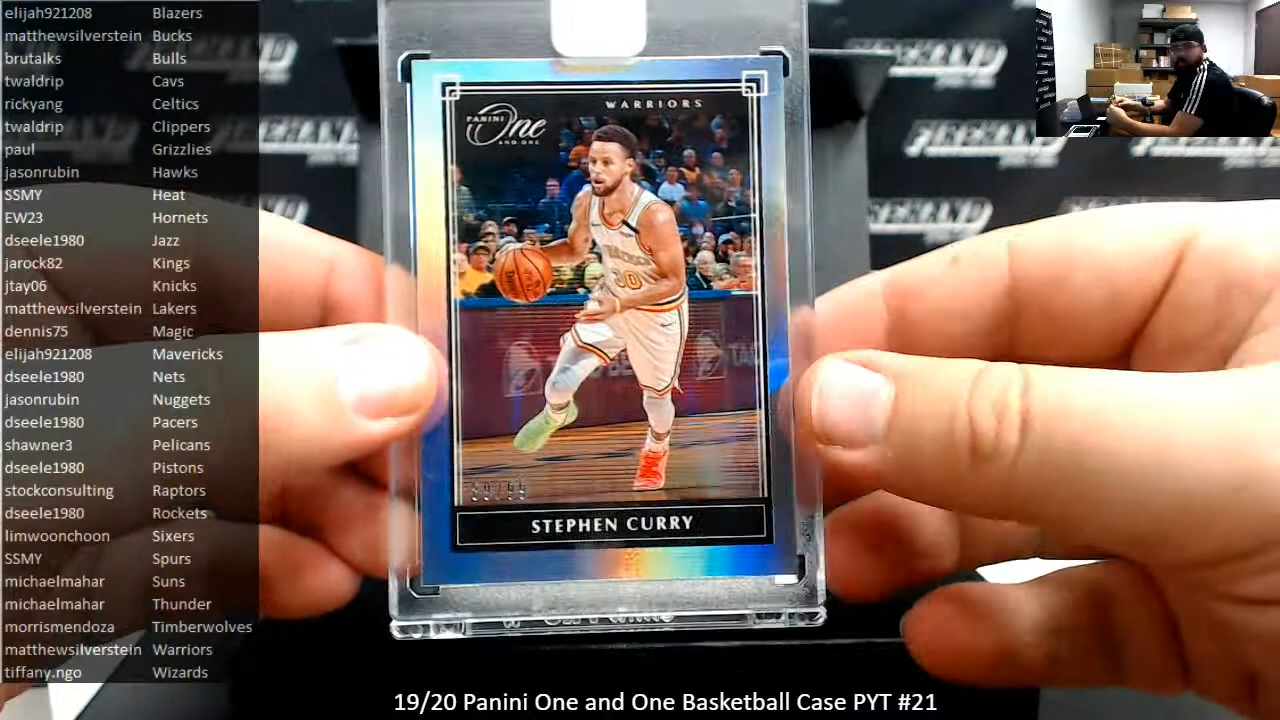 elijah921208 Blazers
matthewsilverstein Bucks
brutalks Bulls
twaldrip Cavs
rickyang Celtics
twaldrip Clippers
paul Grizzlies
jasonrubin Hawks
SSMY Heat
EW23 Hornets
dseele1980 Jazz
jarock82 Kings
jtay06 Knicks
matthewsilverstein Lakers
dennis75 Magic
elijah921208 Mavericks
dseele1980 Nets
jasonrubin Nuggets
dseele1980 Pacers
shawner3 Pelicans
dseele1980 Pistons
stockconsulting Raptors
dseele1980 Rockets
limwoonchoon Sixers
SSMY Spurs
michaelmahar Suns
michaelmahar Thunder
morrismendoza Timberwolves
matthewsilverstein Warriors
tiffany.ngo Wizards
WARRIORS
PANINI
One
AND ONE
30
STEPHEN CURRY
19/20 Panini One and One Basketball Case PYT #21